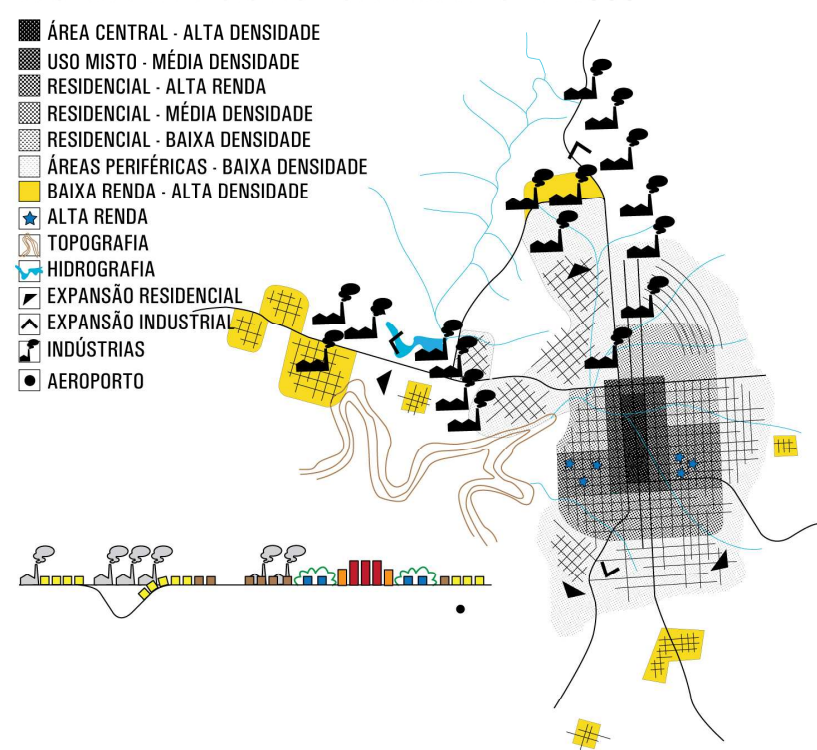 ÁREA CENTRAL - ALTA DENSIDADE
USO MISTO - MÉDIA DENSIDADE
RESIDENCIAL - ALTA RENDA
RESIDENCIAL - MÉDIA DENSIDADE
RESIDENCIAL - BAIXA DENSIDADE
ÁREAS PERIFÉRICAS - BAIXA DENSIDADE
BAIXA RENDA - ALTA DENSIDADE
ALTA RENDA
TOPOGRAFIA
HIDROGRAFIA
EXPANSÃO RESIDENCIAL
EXPANSÃO INDUSTRIAL
INDÚSTRIAS
AEROPORTO